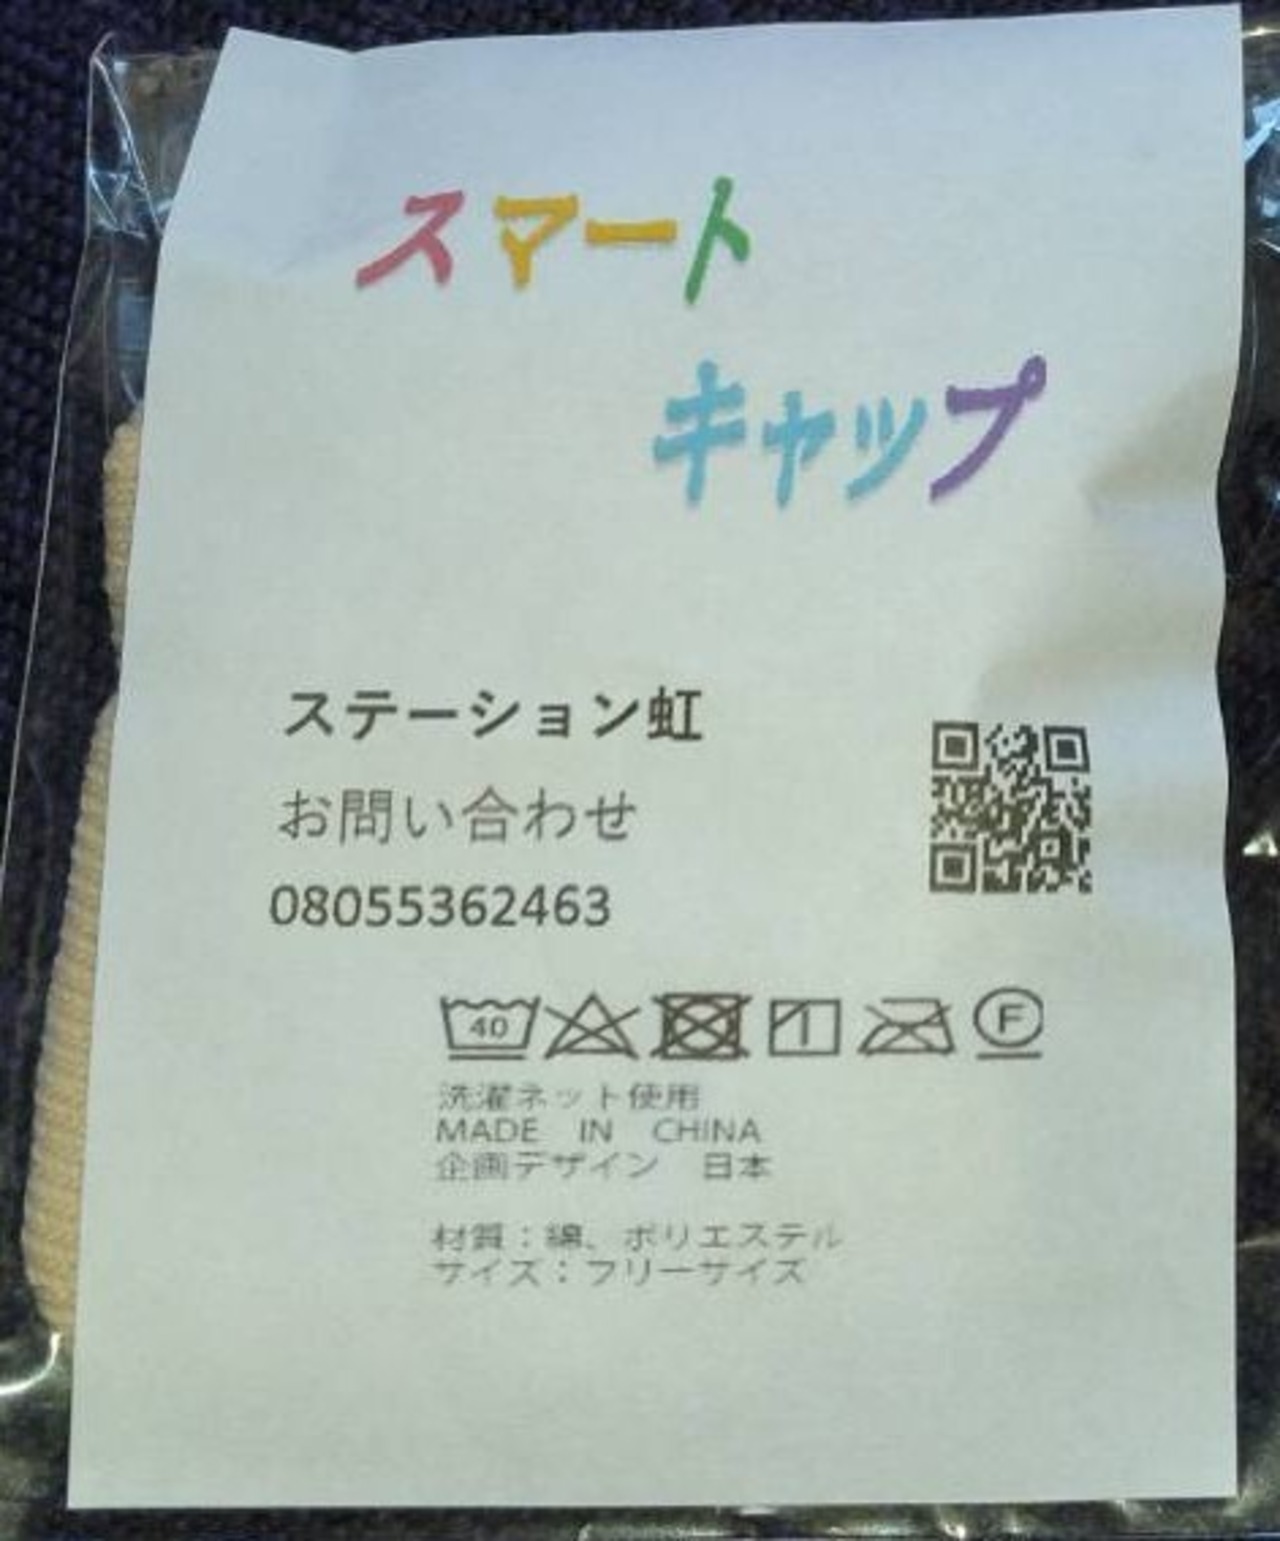 スマート
キャップ
ステーション虹
お問い合わせ
08055362463
40
F
洗濯ネット使用
MADE IN CHINA
企画デザイン 日本
材質：綿、ポリエステル
サイズ：フリーサイズ